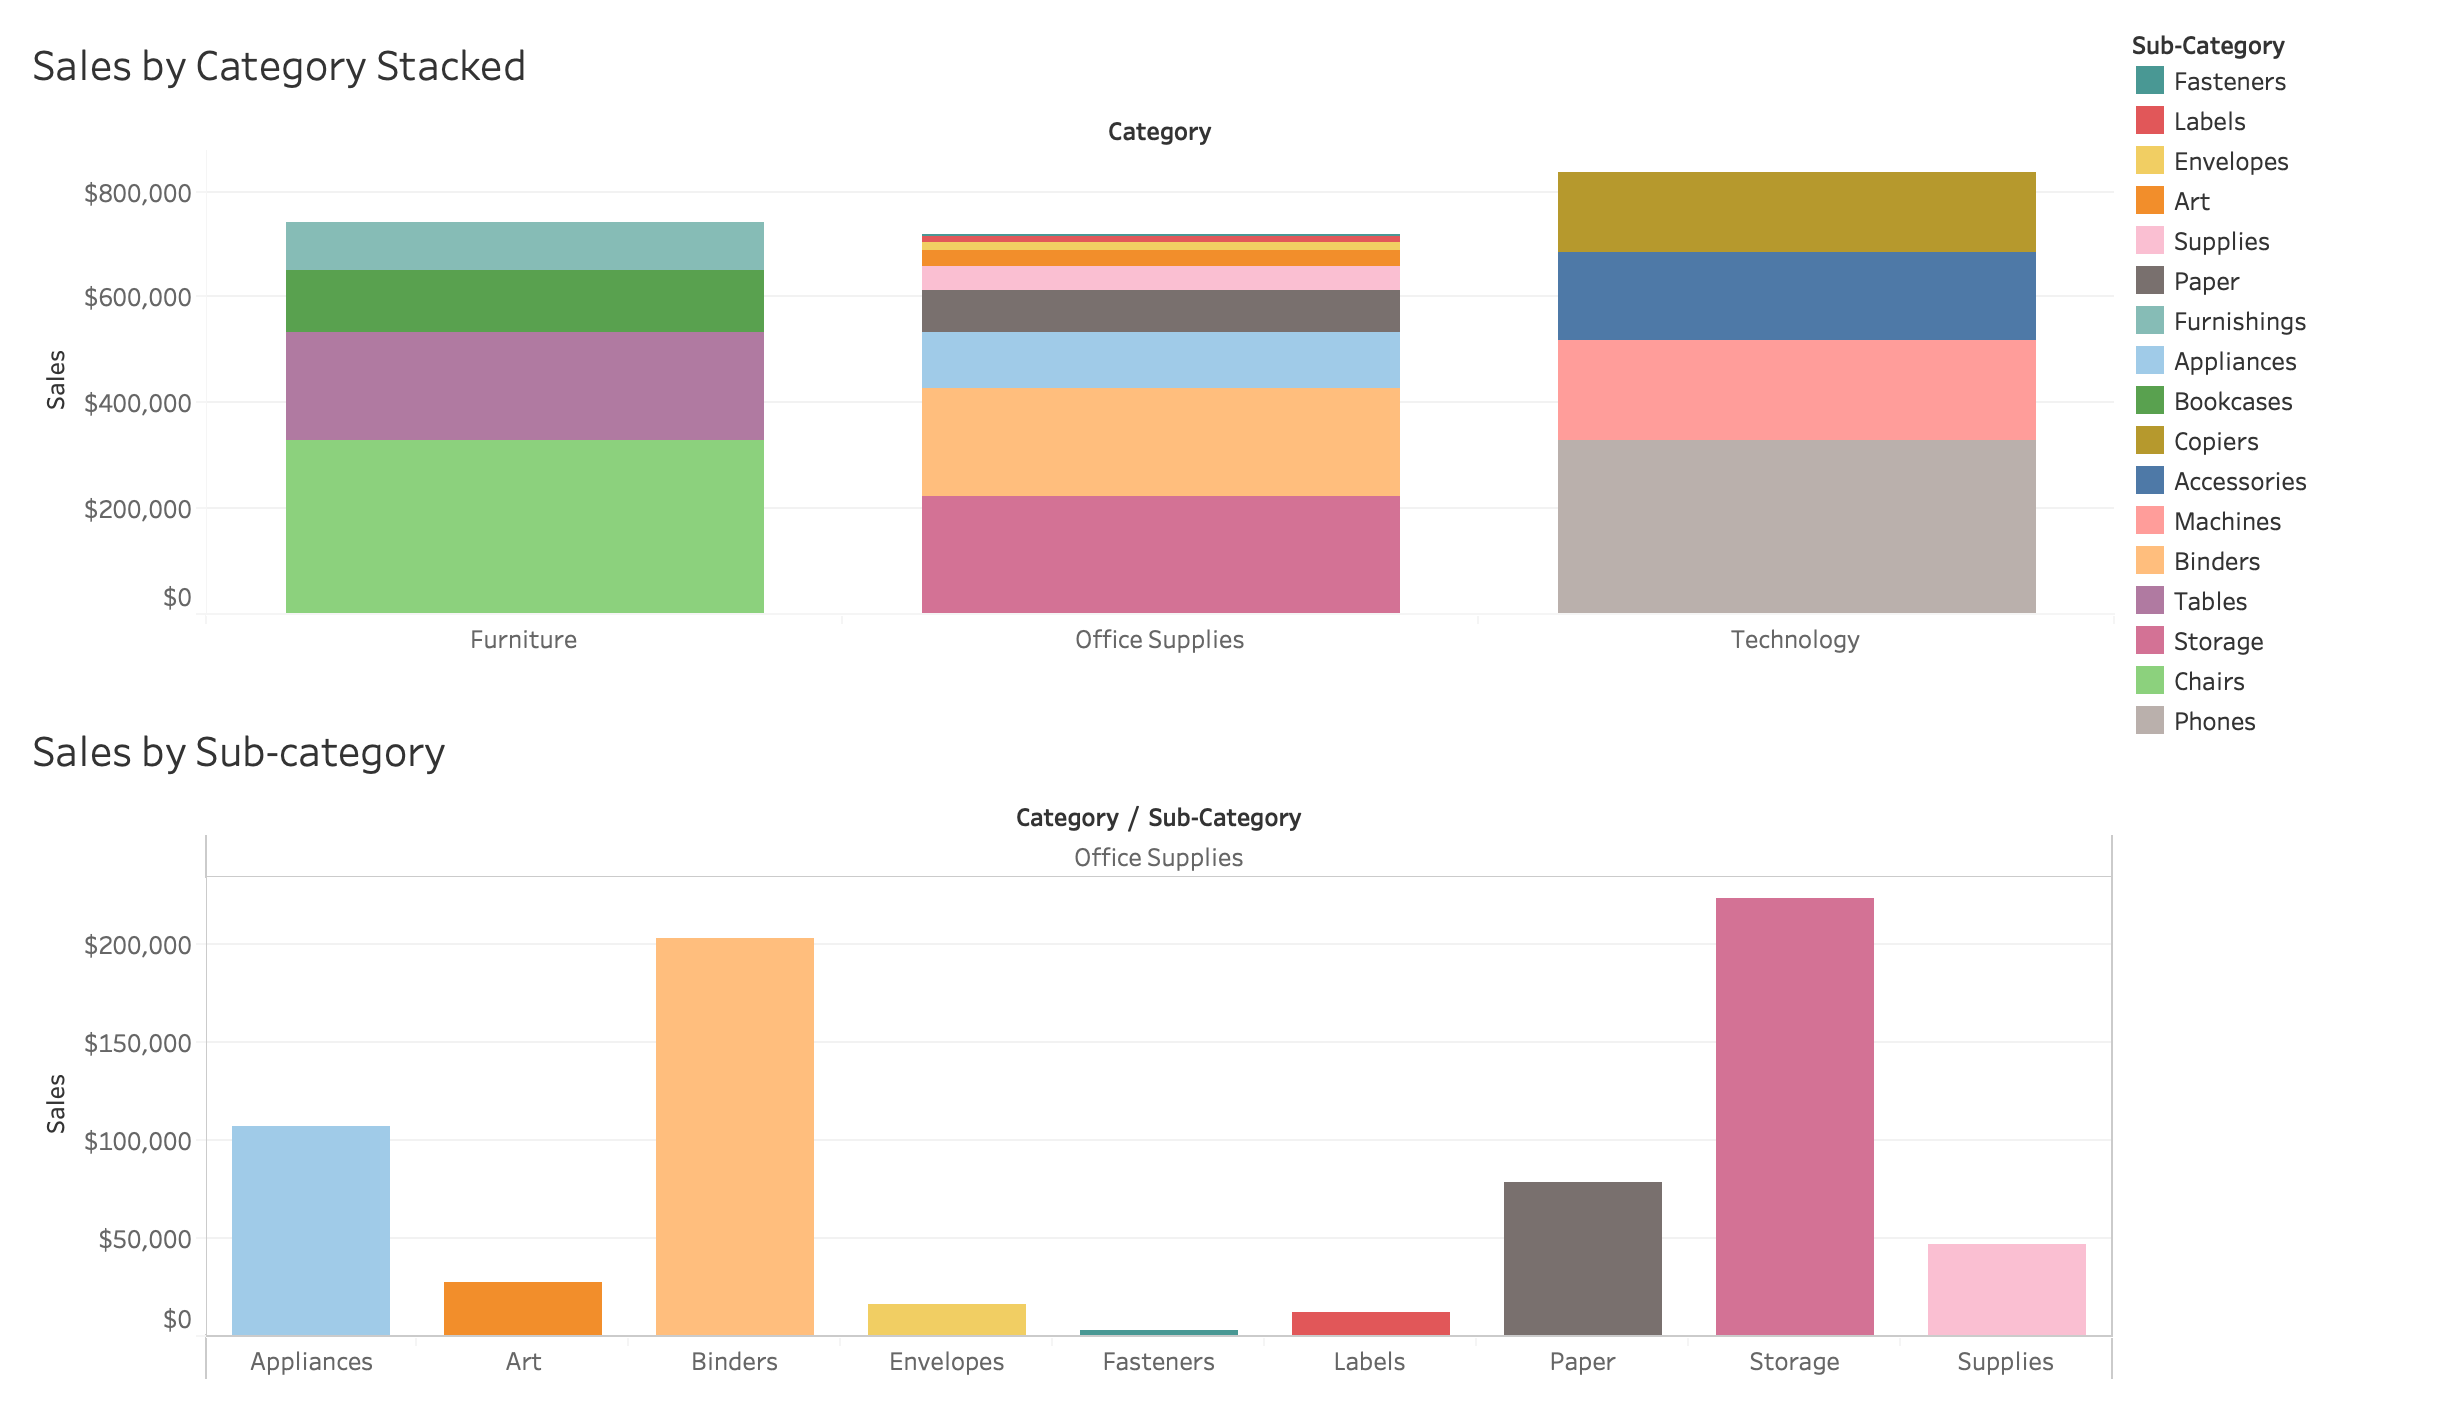 Sales by Category Stacked
Category
Sales
$800,000
$600,000
$400,000
$200,000
$0
Furniture
Office Supplies
Technology
Sub-Category
Fasteners
Labels
Envelopes
Art
Supplies
Paper
Furnishings
Appliances
Bookcases
Copiers
Accessories
Machines
Binders
Tables
Storage
Chairs
Phones
Sales by Sub-category
Category / Sub-Category
Office Supplies
Sales
$200,000
$150,000
$100,000
$50,000
$0
Appliances
Art
Binders
Envelopes
Fasteners
Labels
Paper
Storage
Supplies